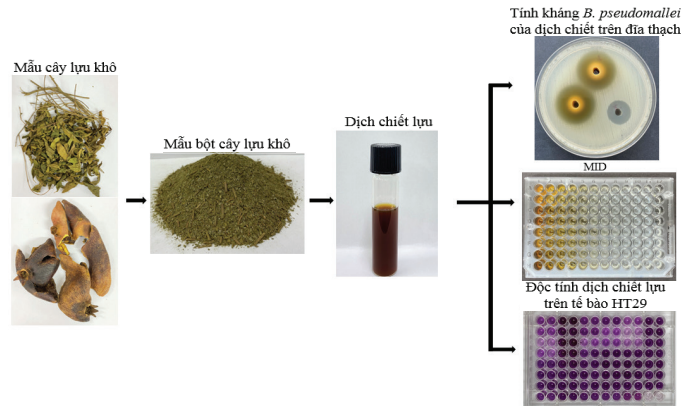 Mẫu cây lựu khô
Mẫu bột cây lựu khô
Dịch chiết lựu
Tính kháng B. pseudomallei
của dịch chiết trên đĩa thạch
MID
Độc tính dịch chiết lựu
trên tế bào HT29